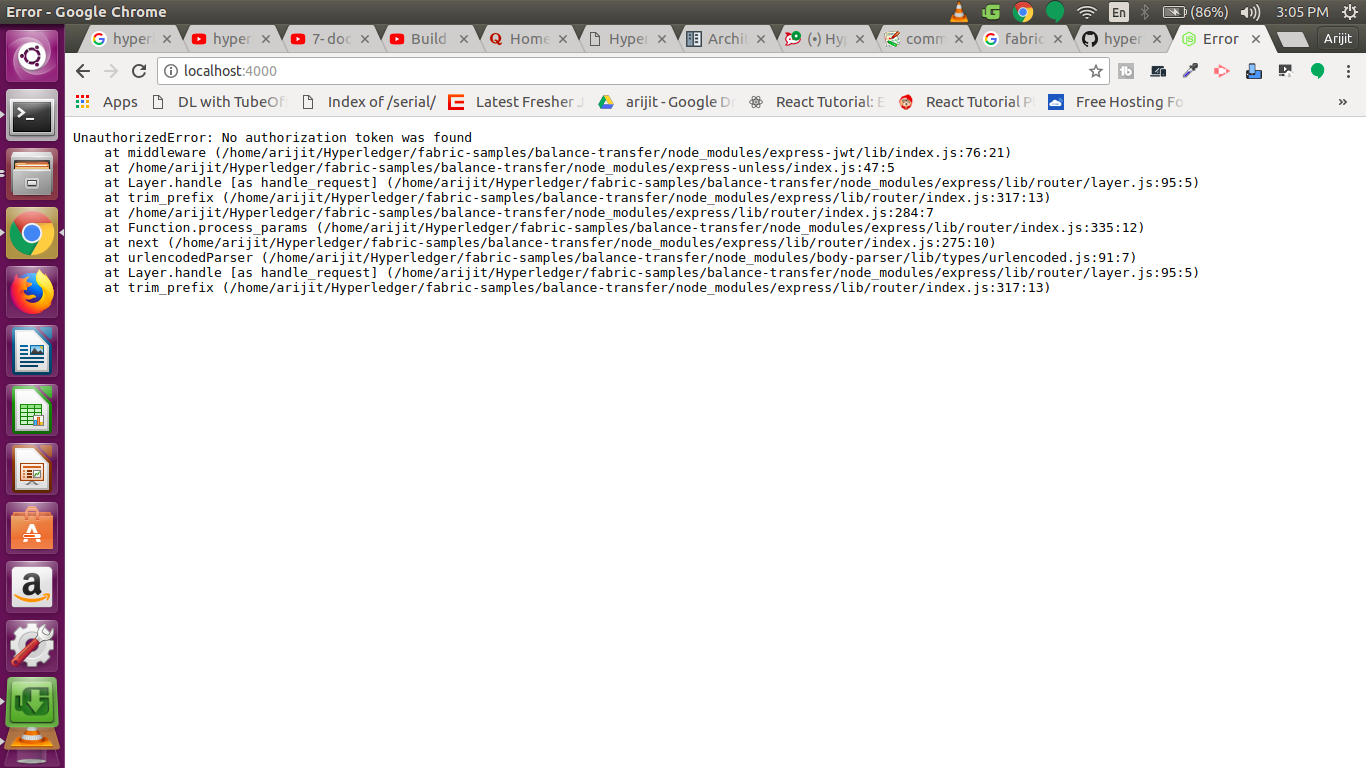 Error - Google Chrome
En
(86%)
3:05 PM
hyper
hyper
7- doc
Build
Home
Hyper
Archit
(•) Hyp
comm
fabric
hyper
Error
Arijit
localhost:4000
Apps
DL with TubeOf
Index of /serial/
Latest Fresher J
arijit - Google Dr
React Tutorial: E
React Tutorial P
Free Hosting Fo
»
UnauthorizedError: No authorization token was found
at middleware (/home/arijit/Hyperledger/fabric-samples/balance-transfer/node_modules/express-jwt/lib/index.js:76:21)
at /home/arijit/Hyperledger/fabric-samples/balance-transfer/node_modules/express-unless/index.js:47:5
at Layer.handle [as handle_request] (/home/arijit/Hyperledger/fabric-samples/balance-transfer/node_modules/express/lib/router/layer.js:95:5)
at trim_prefix (/home/arijit/Hyperledger/fabric-samples/balance-transfer/node_modules/express/lib/router/index.js:317:13)
at /home/arijit/Hyperledger/fabric-samples/balance-transfer/node_modules/express/lib/router/index.js:284:7
at Function.process_params (/home/arijit/Hyperledger/fabric-samples/balance-transfer/node_modules/express/lib/router/index.js:335:12)
at next (/home/arijit/Hyperledger/fabric-samples/balance-transfer/node_modules/express/lib/router/index.js:275:10)
at urlencodedParser (/home/arijit/Hyperledger/fabric-samples/balance-transfer/node_modules/body-parser/lib/types/urlencoded.js:91:7)
at Layer.handle [as handle_request] (/home/arijit/Hyperledger/fabric-samples/balance-transfer/node_modules/express/lib/router/layer.js:95:5)
at trim_prefix (/home/arijit/Hyperledger/fabric-samples/balance-transfer/node_modules/express/lib/router/index.js:317:13)